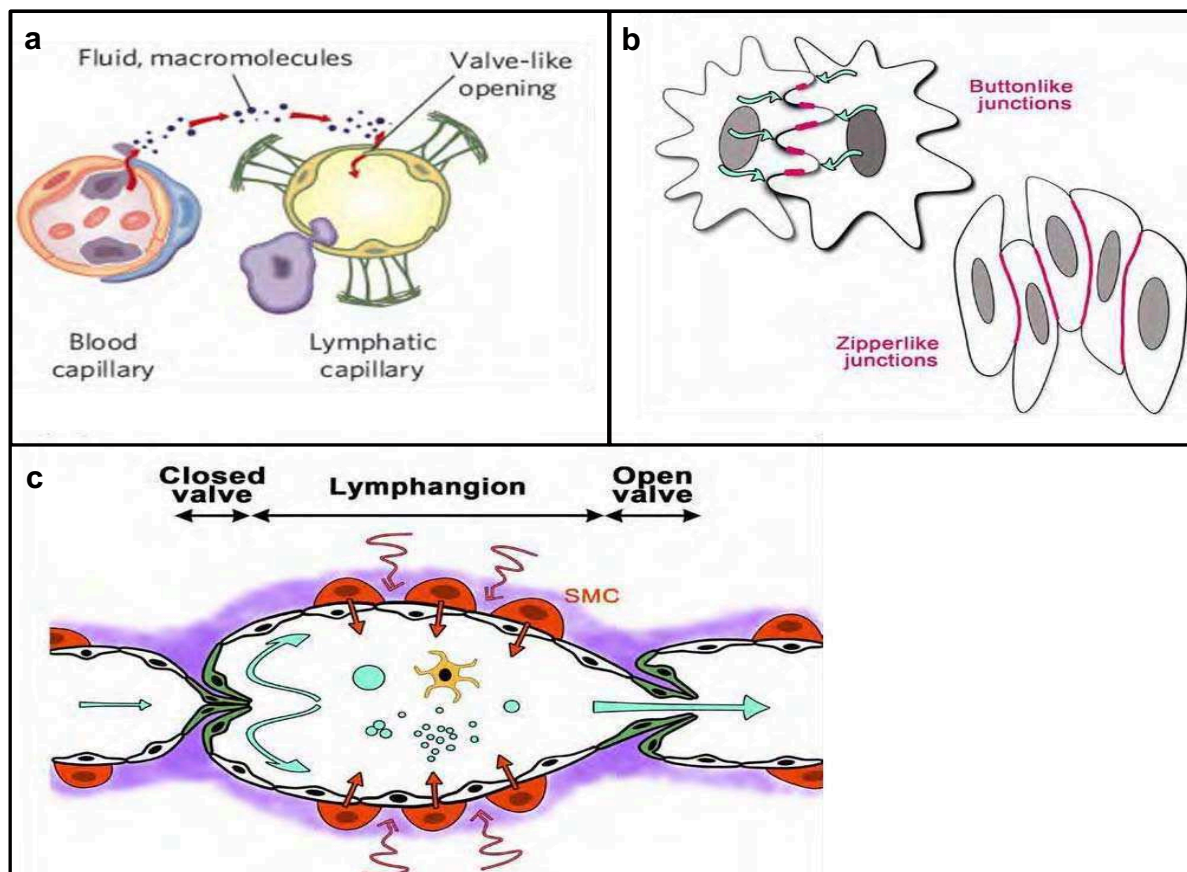 a
Fluid, macromolecules
Valve-like
opening
Blood
capillary
Lymphatic
capillary
b
Buttonlike
junctions
Zipperlike
junctions
c
Closed
valve
Lymphangion
Open
valve
SMC